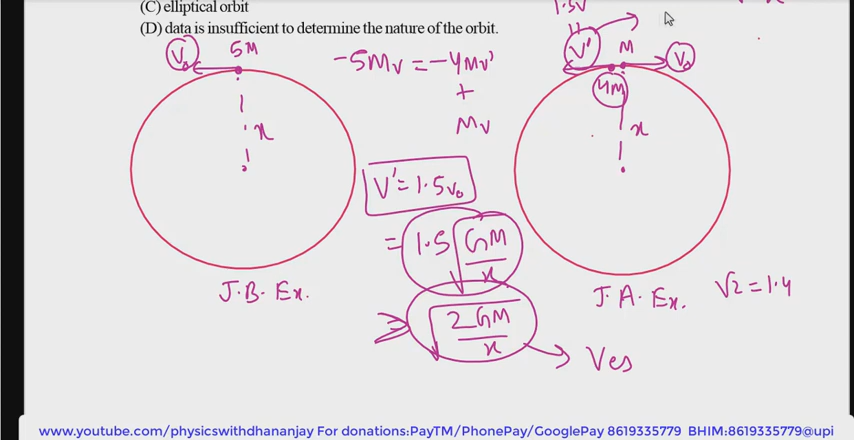 (C) elliptical orbit
(D) data is insufficient to determine the nature of the orbit.
1.5V
V₀
5M
-5Mv = -4Mv'
+
Mv
V'
M
V₀
4M
x
x
V' = 1.5v₀
= 1.5 √(GM/x)
√(2GM/x)
Ves
J.B. Ex.
J.A. Ex.
√2 = 1.4
www.youtube.com/physicswithdhananjay For donations:PayTM/PhonePay/GooglePay 8619335779 BHIM:8619335779@upi